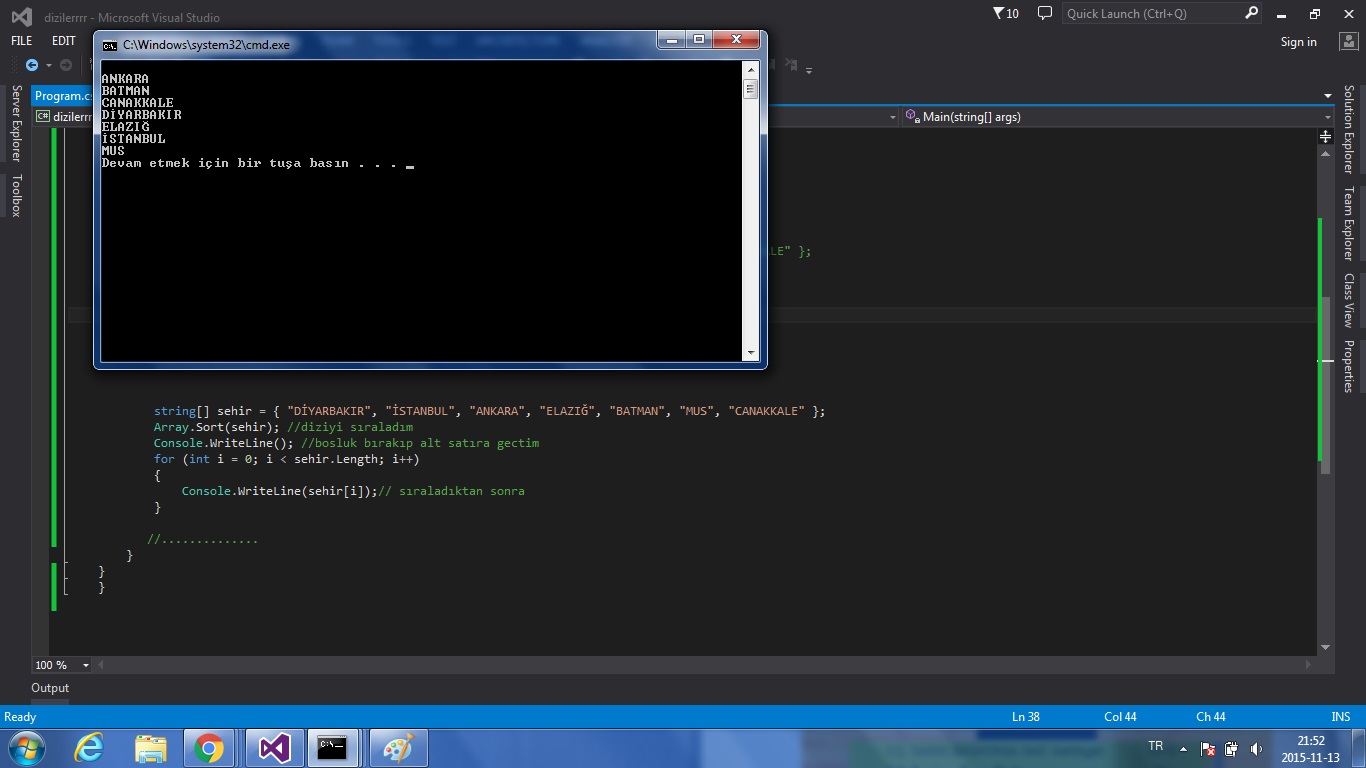 dizilerrrr - Microsoft Visual Studio
10
Quick Launch (Ctrl+Q)
FILE
EDIT
Sign in
C:\Windows\system32\cmd.exe
ANKARA
BATMAN
CANAKKALE
DİYARBAKIR
ELAZIĞ
İSTANBUL
MUS
Devam etmek için bir tuşa basın . . . _
Program.c
dizilerrrr
Main(string[] args)
Server Explorer
Toolbox
Solution Explorer
Team Explorer
Class View
Properties
LE" };
string[] sehir = { "DİYARBAKIR", "İSTANBUL", "ANKARA", "ELAZIĞ", "BATMAN", "MUS", "CANAKKALE" };
Array.Sort(sehir); //diziyi sıraladım
Console.WriteLine(); //bosluk bırakıp alt satıra gectim
for (int i = 0; i < sehir.Length; i++)
{
Console.WriteLine(sehir[i]);// sıraladıktan sonra
}
//..............
}
}
}
100 %
Output
Ready
Ln 38
Col 44
Ch 44
INS
TR
21:52
2015-11-13